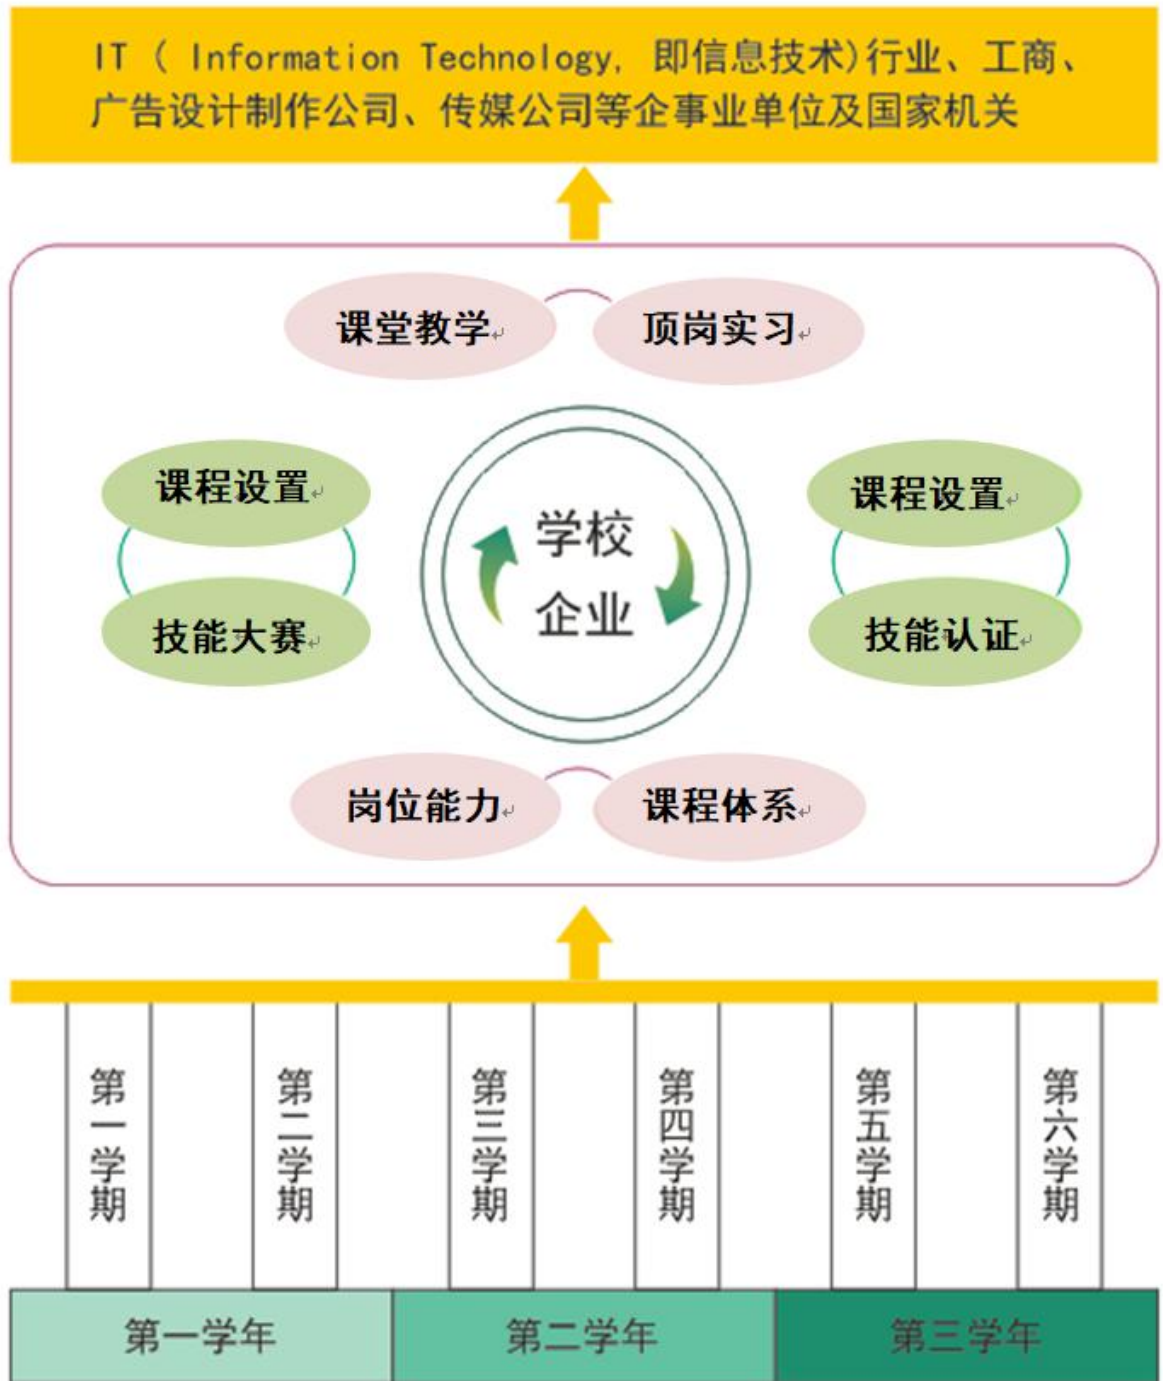 IT ( Information Technology, 即信息技术)行业、工商、
广告设计制作公司、传媒公司等企事业单位及国家机关
课堂教学
顶岗实习
课程设置
课程设置
学校
企业
技能大赛
技能认证
岗位能力
课程体系
第一学期
第二学期
第三学期
第四学期
第五学期
第六学期
第一学年
第二学年
第三学年